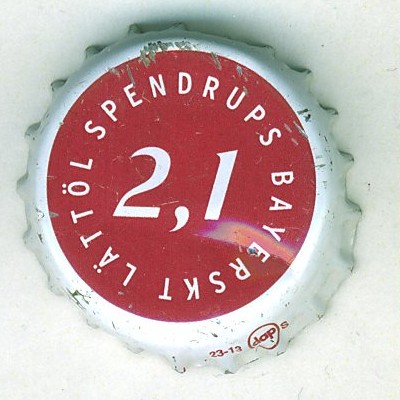 SPENDRUPS BAYERSKT LÄTTÖL
2,1
23-13
S